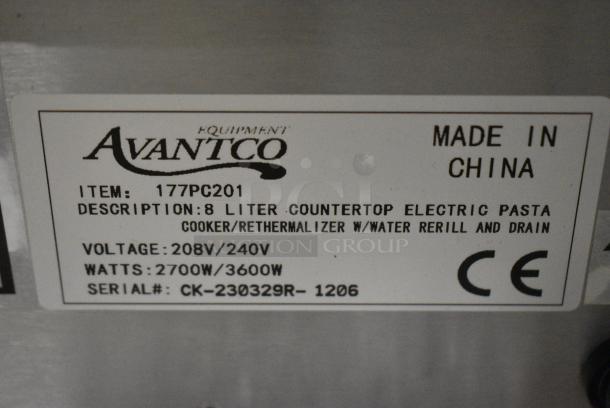 EQUIPMENT
AVANTCO
MADE IN
CHINA
ITEM: 177PC201
DESCRIPTION:8 LITER COUNTERTOP ELECTRIC PASTA
COOKER/RETHERMALIZER W/WATER RERILL AND DRAIN
VOLTAGE:208V/240V
WATTS:2700W/3600W
SERIAL#: CK-230329R- 1206
CE
GROUP